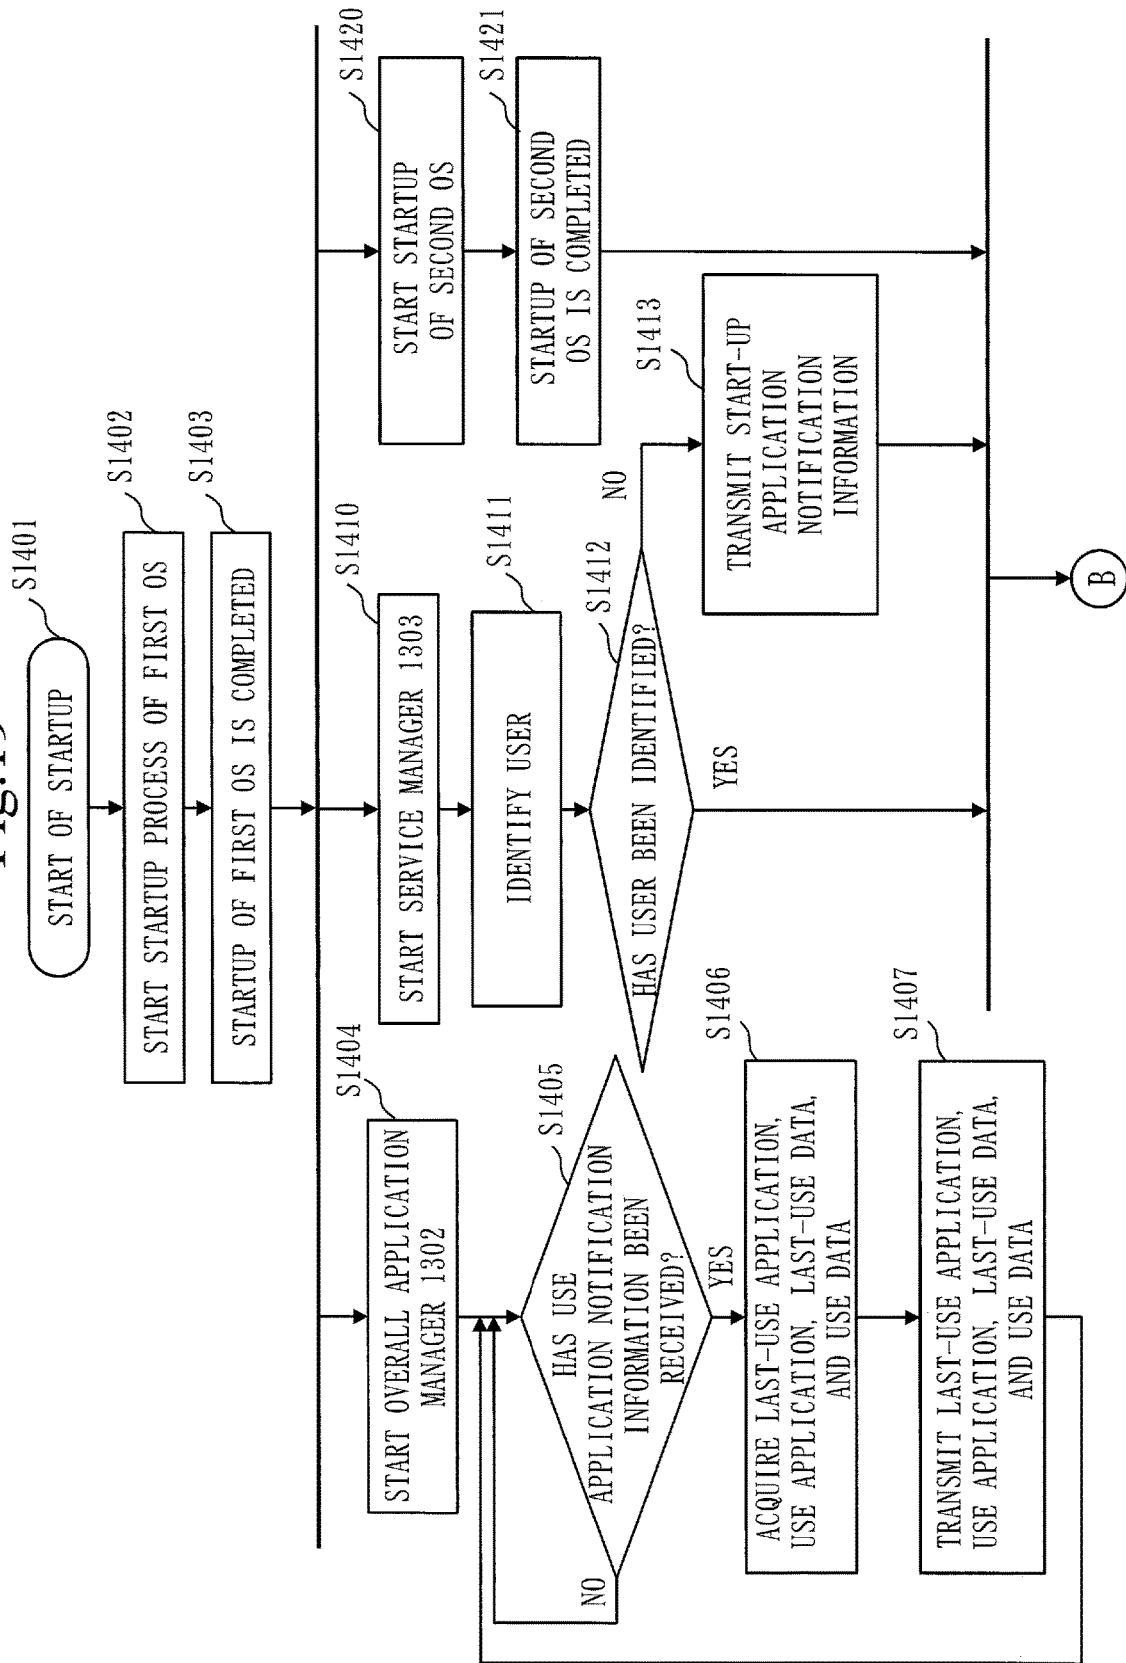 START OF STARTUP
S1401
START STARTUP PROCESS OF FIRST OS
S1402
STARTUP OF FIRST OS IS COMPLETED
S1403
START OVERALL APPLICATION
MANAGER 1302
S1404
HAS USE
APPLICATION NOTIFICATION
INFORMATION BEEN
RECEIVED?
S1405
NO
YES
ACQUIRE LAST-USE APPLICATION,
USE APPLICATION, LAST-USE DATA,
AND USE DATA
S1406
TRANSMIT LAST-USE APPLICATION,
USE APPLICATION, LAST-USE DATA,
AND USE DATA
S1407
START SERVICE MANAGER 1303
S1410
IDENTIFY USER
S1411
HAS USER BEEN IDENTIFIED?
S1412
NO
YES
TRANSMIT START-UP
APPLICATION
NOTIFICATION
INFORMATION
S1413
START STARTUP
OF SECOND OS
S1420
STARTUP OF SECOND
OS IS COMPLETED
S1421
B